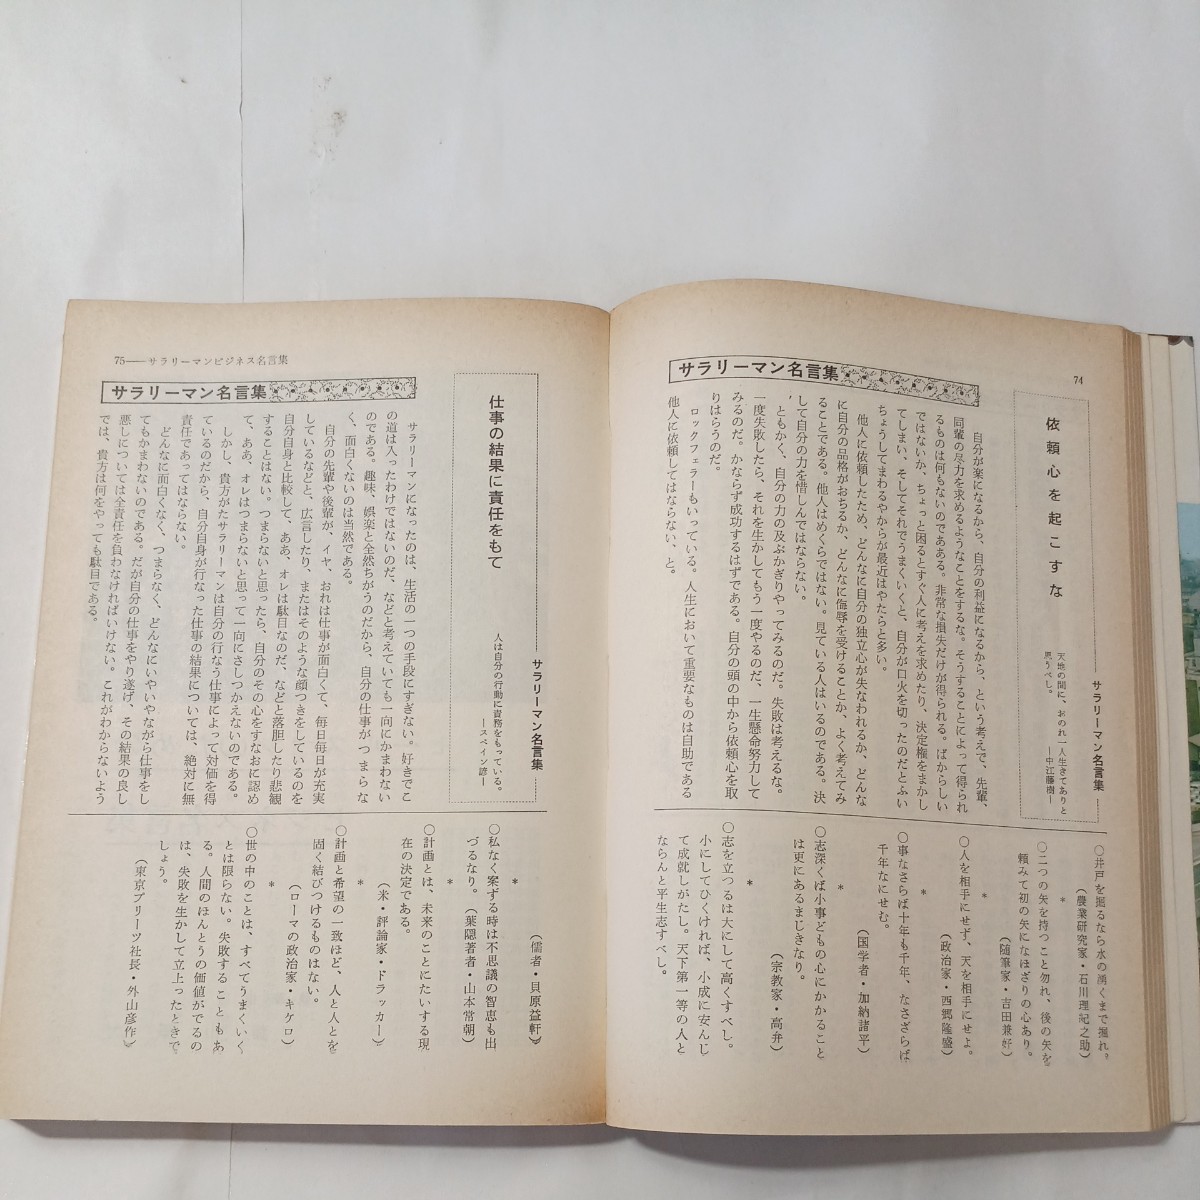 74
サラリーマン名言集
依頼心を起こすな
天地の間に、おのれ一人生きてありと
思うべし。
―中江藤樹―
サラリーマン名言集
自分が楽になるから、自分の利益になるから、という考えで、先輩、
同輩の尽力を求めるようなことをするな。そうすることによって得られ
るものは何もないのであある。非常な損失だけが得られる。ばからしい
ではないか、ちょっと困るとすぐ人に考えを求めたり、決定権をまかし
てしまい、そしてそれでうまくいくと、自分が口火を切ったのだとふい
ちょうしてまわるやからが最近はやたらと多い。
他人に依頼したため、どんなに自分の独立心が失なわれるか、どんな
に自分の品格がおちるか、どんなに侮辱を受けることか、よく考えてみ
ることである。他人はめくらではない。見ている人はいるのである。決
して自分の力を惜しんではならない。
ともかく、自分の力の及ぶかぎりやってみるのだ。失敗は考えるな。
一度失敗したら、それを生かしてもう一度やるのだ、一生懸命努力して
みるのだ。かならず成功するはずである。自分の頭の中から依頼心を取
りはらうのだ。
ロックフェラーもいっている。人生において重要なものは自助である
他人に依頼してはならない、と。
〇井戸を掘るなら水の湧くまで掘れ。
（農業研究家・石川理記之助）
＊
〇二つの矢を持つこと勿れ、後の矢を
頼みて初の矢になほざりの心あり。
（随筆家・吉田兼好）
＊
〇人を相手にせず、天を相手にせよ。
（政治家・西郷隆盛）
＊
〇事なさらば十年も千年、なさざらば
千年なにせむ。
（国学者・加納諸平）
＊
〇志深くば小事どもの心にかかること
は更にあるまじきなり。
（宗教家・高弁）
＊
〇志を立つるは大にして高くすべし。
小にしてひくければ、小成に安んじ
て成就しがたし。天下第一等の人と
ならんと平生志すべし。
75――サラリーマンビジネス名言集
サラリーマン名言集
仕事の結果に責任をもて
人は自分の行動に責務をもっている。
―スペイン諺―
サラリーマン名言集
サラリーマンになったのは、生活の一つの手段にすぎない。好きでこ
の道は入ったわけではないのだ、などと考えていても一向にかまわない
のである。趣味、娯楽と全然ちがうのだから、自分の仕事がつまらな
く、面白くないのは当然である。
自分の先輩や後輩が、イヤ、おれは仕事が面白くて、毎日毎日が充実
しているなどと、広言したり、またはそのような顔つきをしているのを
自分自身と比較して、ああ、オレは駄目なのだ、などと落胆したり悲観
することはない。つまらないと思ったら、自分のその心をすなおに認め
て、ああ、オレはつまらないと思って一向にさしつかえないのである。
しかし、貴方がたサラリーマンは自分の行なう仕事によって対価を得
ているのだから、自分自身が行なった仕事の結果については、絶対に無
責任であってはならない。
どんなに面白くなく、つまらなく、どんなにいやいやながら仕事をし
てもかまわないのである。だが自分の仕事をやり遂げ、その結果の良し
悪しについては全責任を負わなければいけない。これがわからないよう
では、貴方は何をやっても駄目である。
（儒者・貝原益軒）
＊
〇私なく案ずる時は不思議の智恵も出
づるなり。（葉隠著者・山本常朝）
＊
〇計画とは、未来のことにたいする現
在の決定である。
（米・評論家・ドラッカー）
＊
〇計画と希望の一致ほど、人と人とを
固く結びつけるものはない。
（ローマの政治家・キケロ）
＊
〇世の中のことは、すべてうまくいく
とは限らない。失敗することもあ
る。人間のほんとうの価値がでるの
は、失敗を生かして立上ったときで
しょう。
（東京プリーツ社長・外山彦作）